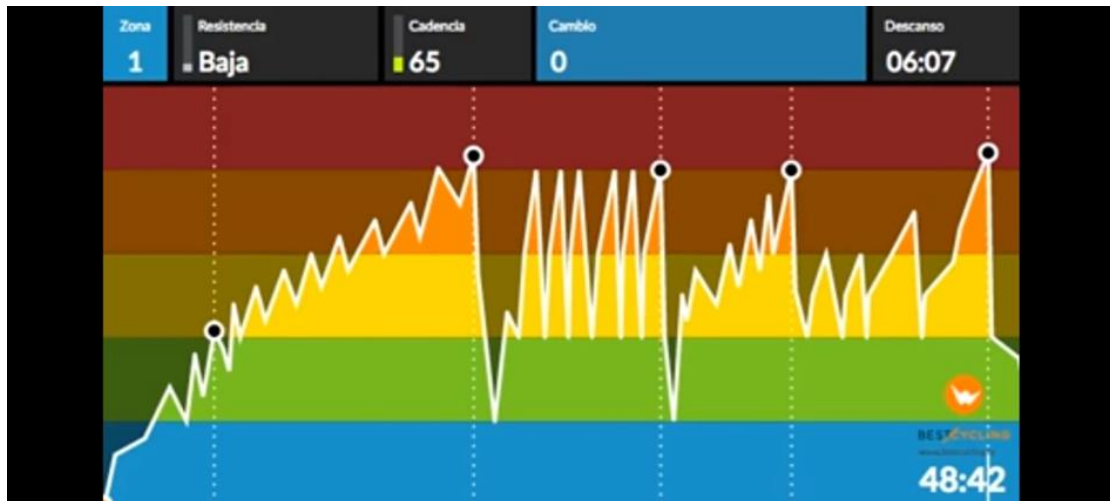 Zona
1
Resistencia
Baja
Cadencia
65
Cambio
0
Descanso
06:07
BESTCYCLING
48:42